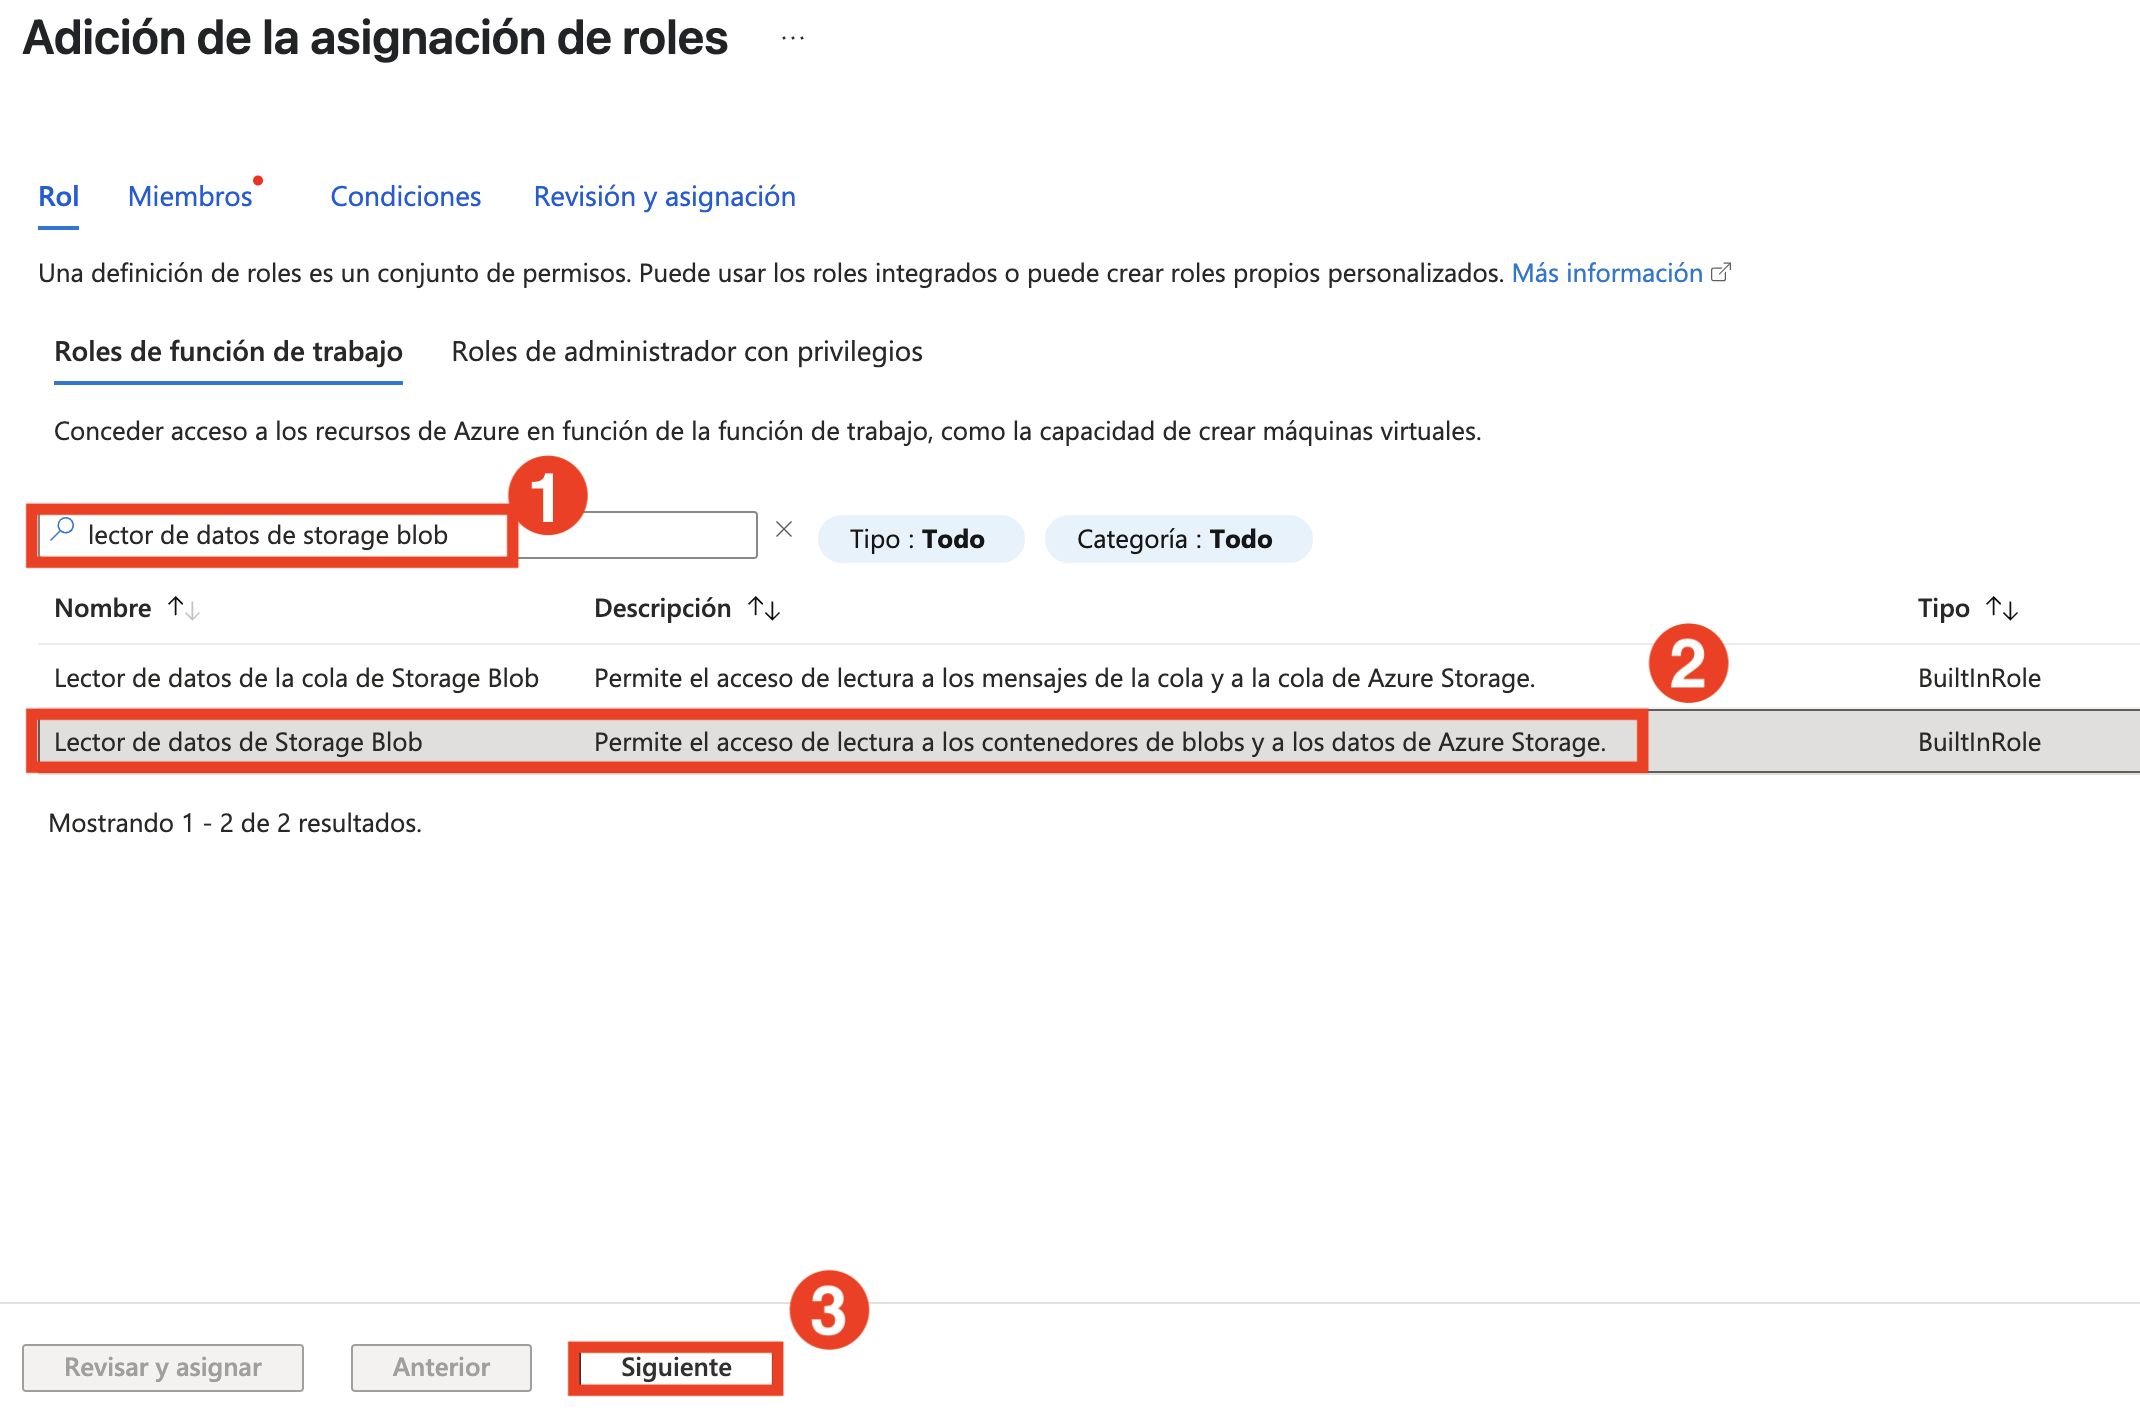 Adición de la asignación de roles ...
Rol Miembros Condiciones Revisión y asignación
Una definición de roles es un conjunto de permisos. Puede usar los roles integrados o puede crear roles propios personalizados. Más información
Roles de función de trabajo Roles de administrador con privilegios
Conceder acceso a los recursos de Azure en función de la función de trabajo, como la capacidad de crear máquinas virtuales.
1
lector de datos de storage blob Tipo : Todo Categoría : Todo
Nombre Descripción Tipo
2
Lector de datos de la cola de Storage Blob Permite el acceso de lectura a los mensajes de la cola y a la cola de Azure Storage. BuiltInRole
Lector de datos de Storage Blob Permite el acceso de lectura a los contenedores de blobs y a los datos de Azure Storage. BuiltInRole
Mostrando 1 - 2 de 2 resultados.
3
Revisar y asignar Anterior Siguiente